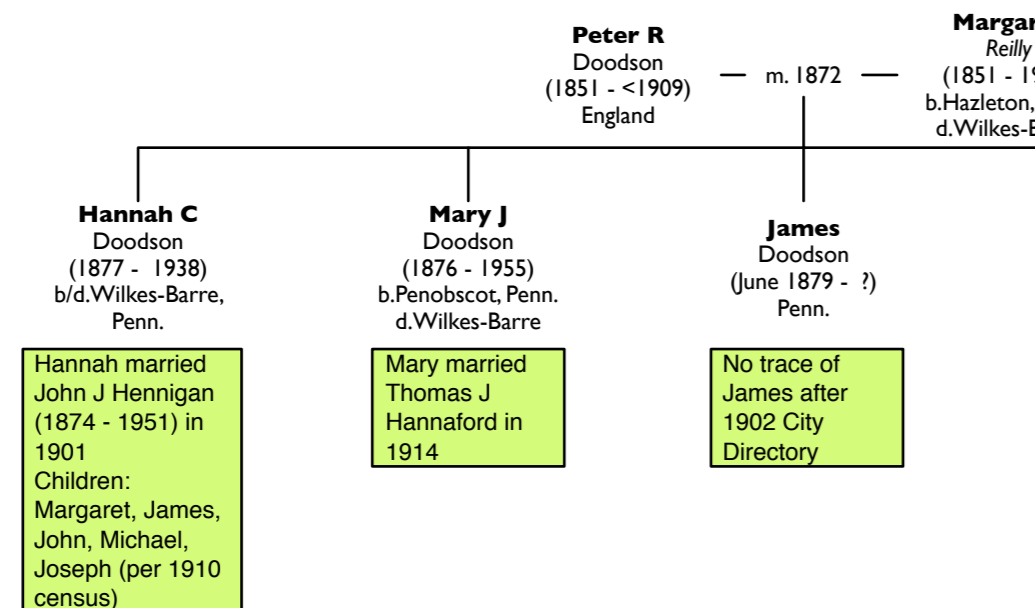 Peter R
Doodson
(1851 - <1909)
England
m. 1872
Reilly
(1851 -
b.Hazleton,
Hannah C
Doodson
(1877 - 1938)
b/d.Wilkes-Barre,
Penn.
Mary J
Doodson
(1876 - 1955)
b.Penobscot, Penn.
d.Wilkes-Barre
James
Doodson
(June 1879 - ?)
Penn.
Hannah married
John J Hennigan
(1874 - 1951) in
1901
Children:
Margaret, James,
John, Michael,
Joseph (per 1910
census)
Mary married
Thomas J
Hannaford in
1914
No trace of
James after
1902 City
Directory